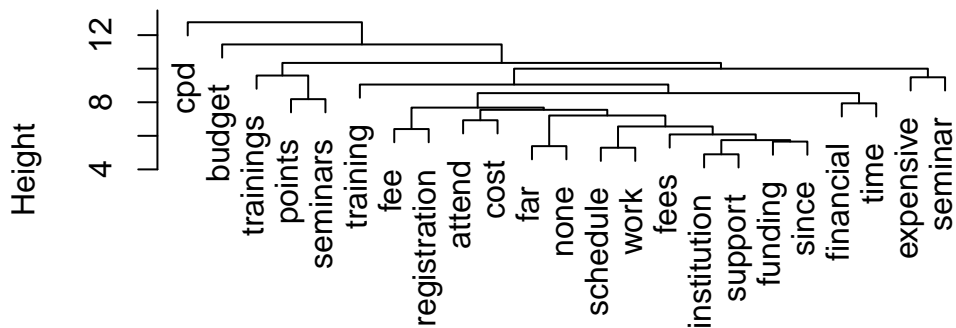 Height
12
8
4
cpd
budget
trainings
points
seminars
training
fee
registration
attend
cost
far
none
schedule
work
fees
institution
support
funding
since
financial
time
expensive
seminar